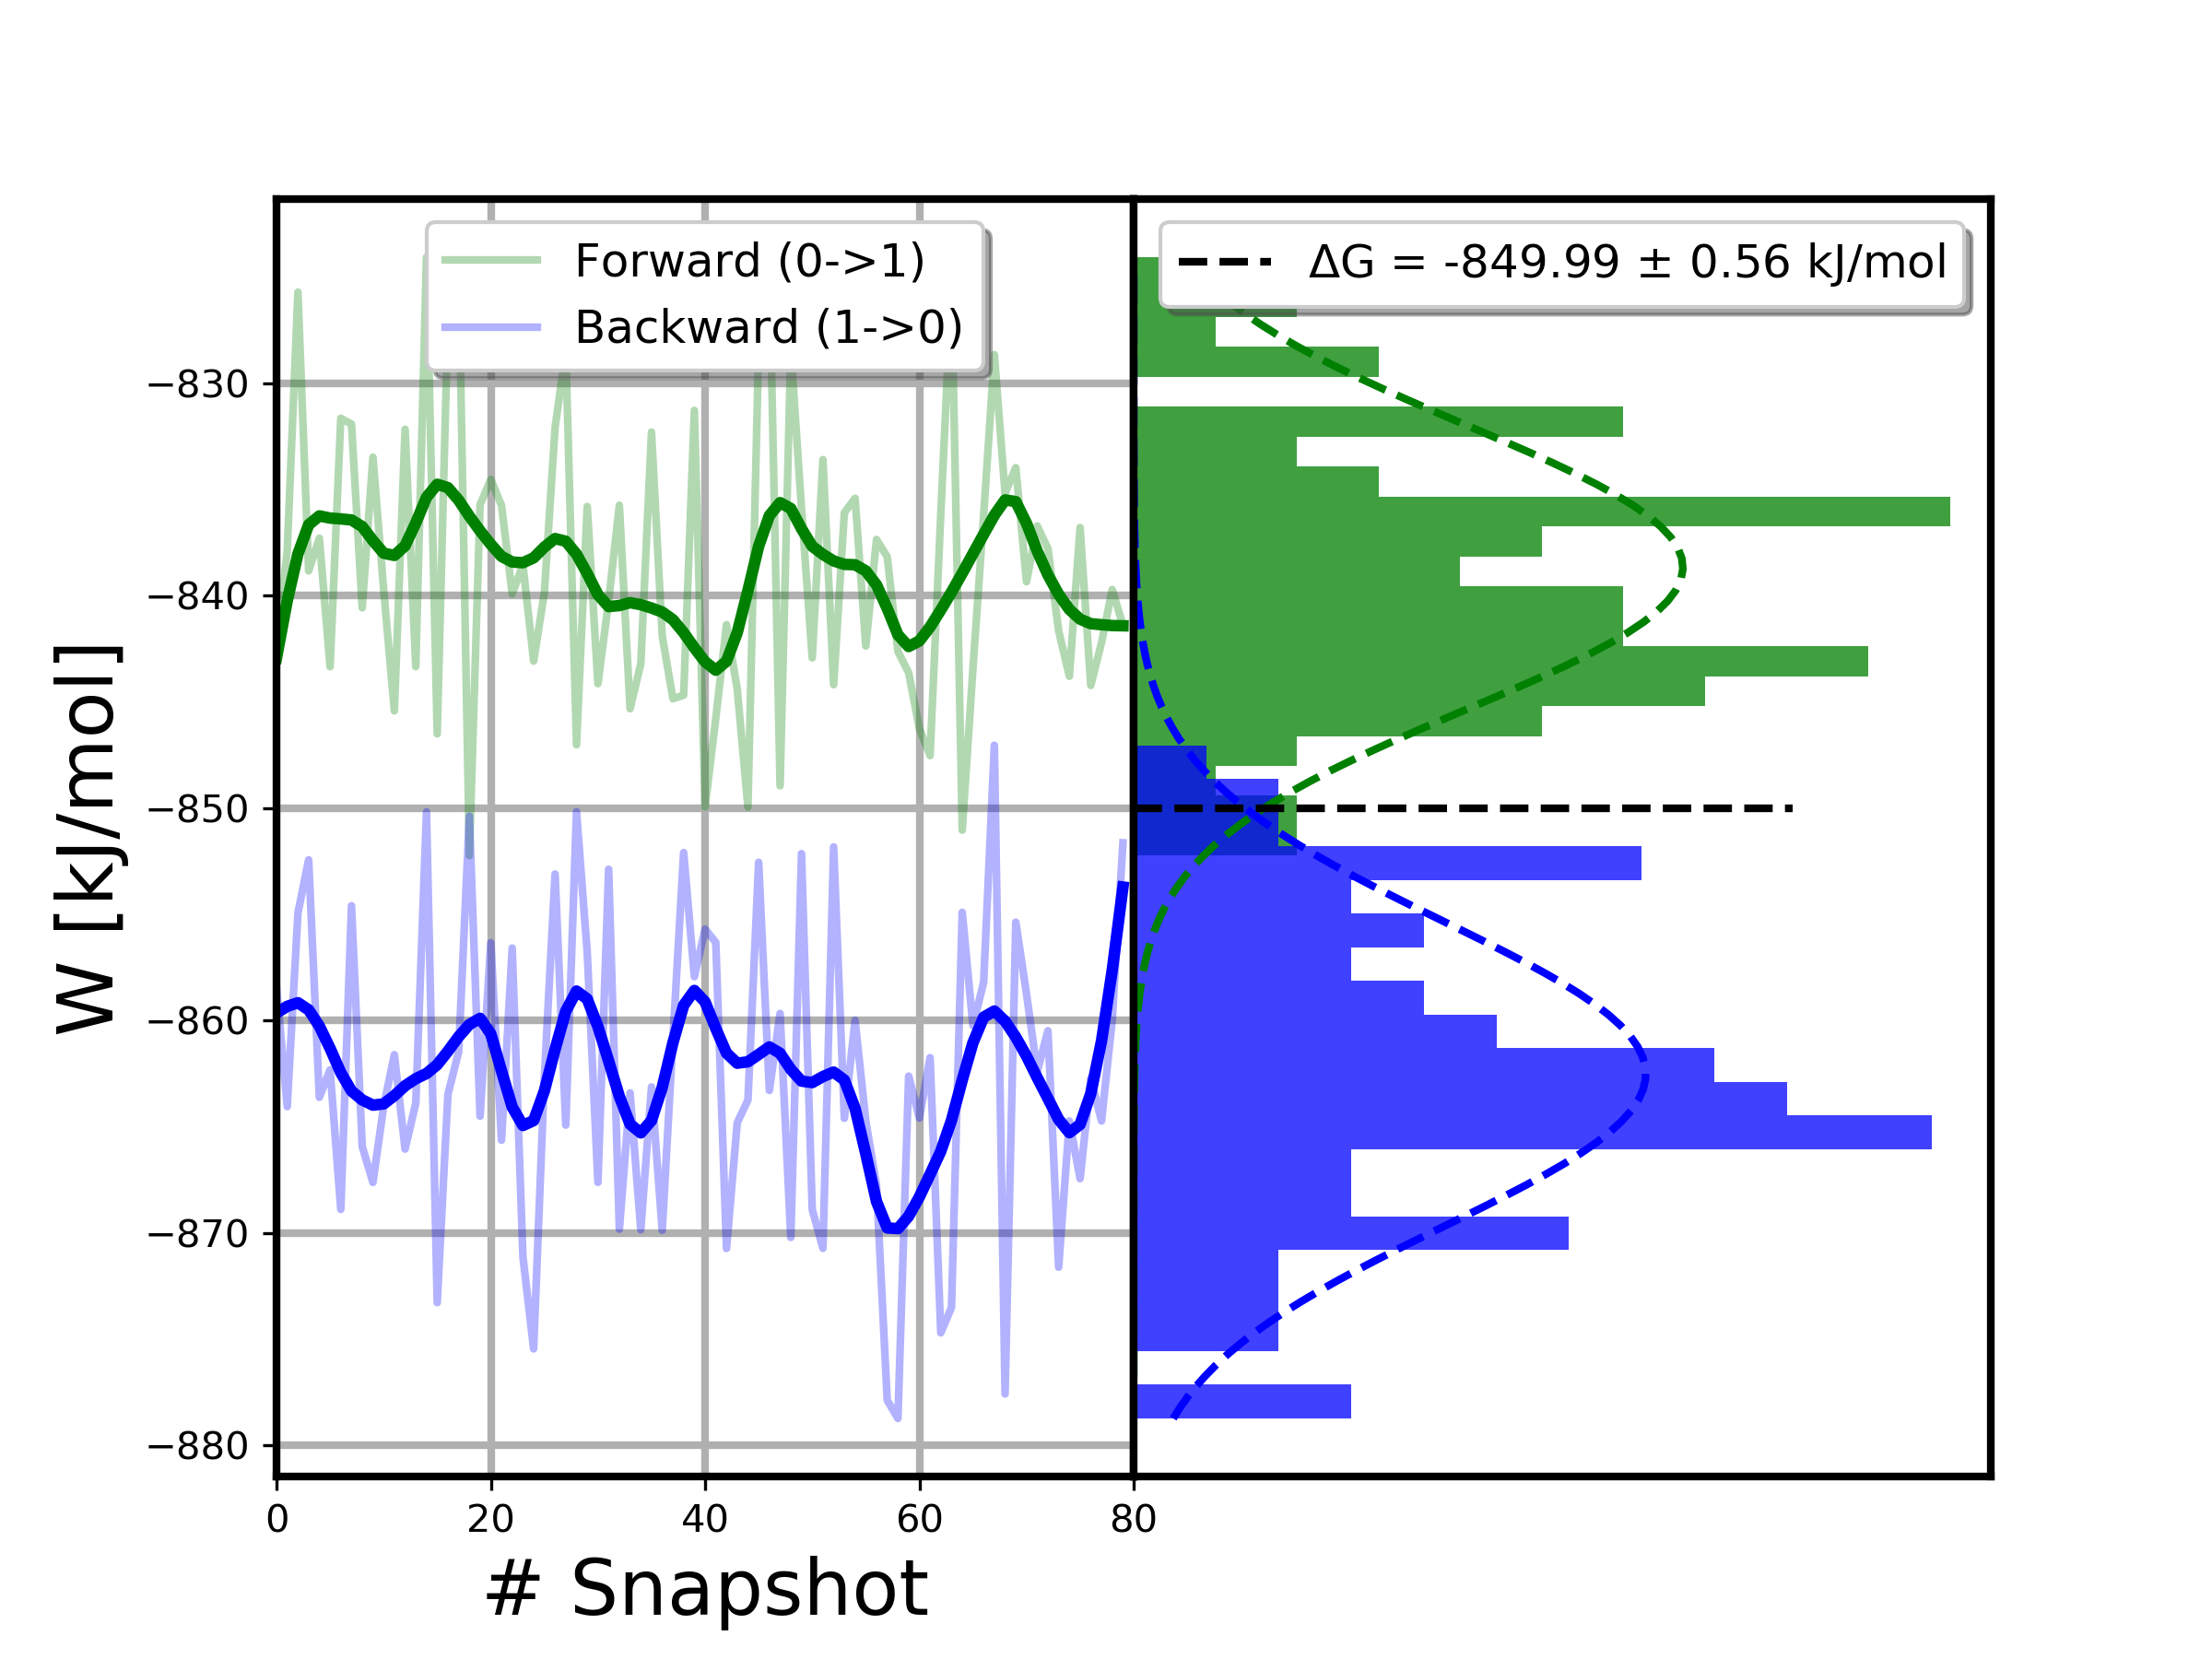 Forward (0->1)
Backward (1->0)
ΔG = -849.99 ± 0.56 kJ/mol
W [kJ/mol]
−830
−840
−850
−860
−870
−880
0 20 40 60 80
# Snapshot